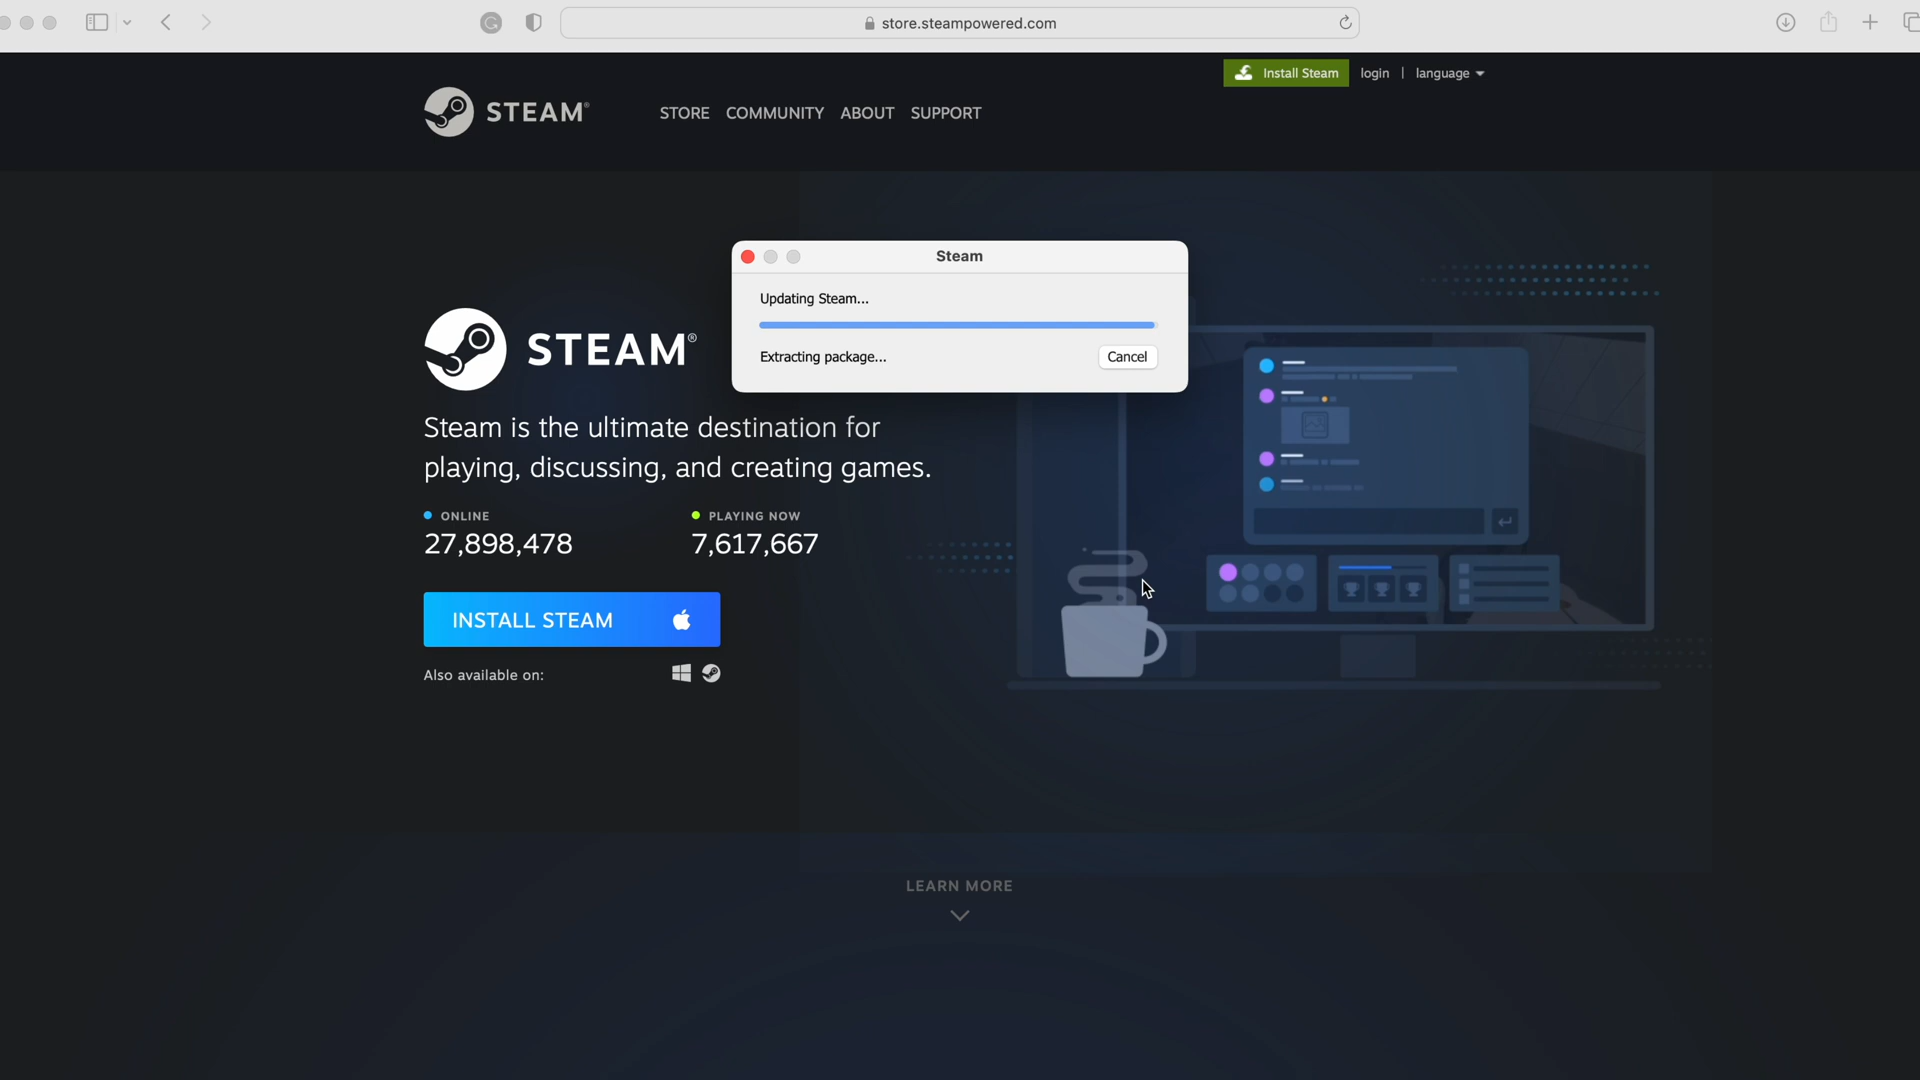 store.steampowered.com
Install Steam login | language
STEAM®
STORE COMMUNITY ABOUT SUPPORT
Steam
Updating Steam...
Extracting package...
Cancel
STEAM®
Steam is the ultimate destination for
playing, discussing, and creating games.
ONLINE
27,898,478
PLAYING NOW
7,617,667
INSTALL STEAM
Also available on:
LEARN MORE